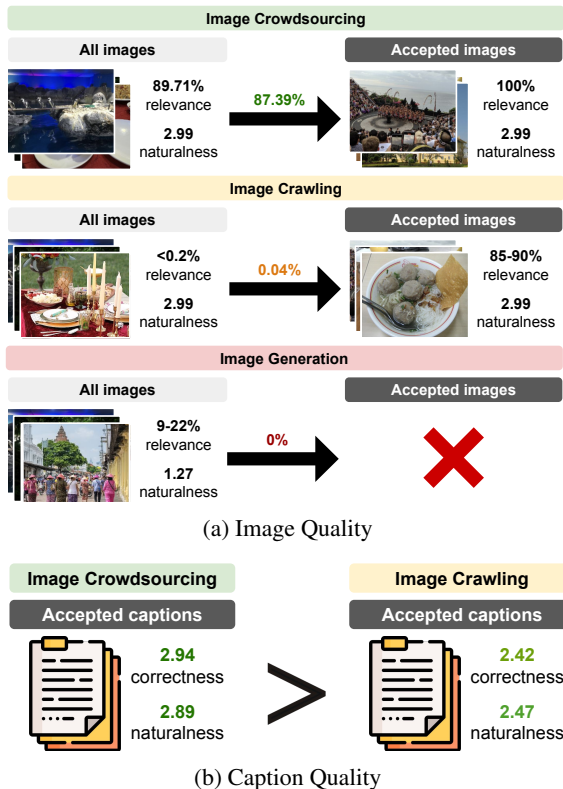 Image Crowdsourcing
All images
Accepted images
89.71%
relevance
2.99
naturalness
87.39%
100%
relevance
2.99
naturalness
Image Crawling
All images
Accepted images
<0.2%
relevance
2.99
naturalness
0.04%
85-90%
relevance
2.99
naturalness
Image Generation
All images
Accepted images
9-22%
relevance
1.27
naturalness
0%
(a) Image Quality
Image Crowdsourcing
Image Crawling
Accepted captions
Accepted captions
2.94
correctness
2.89
naturalness
>
2.42
correctness
2.47
naturalness
(b) Caption Quality